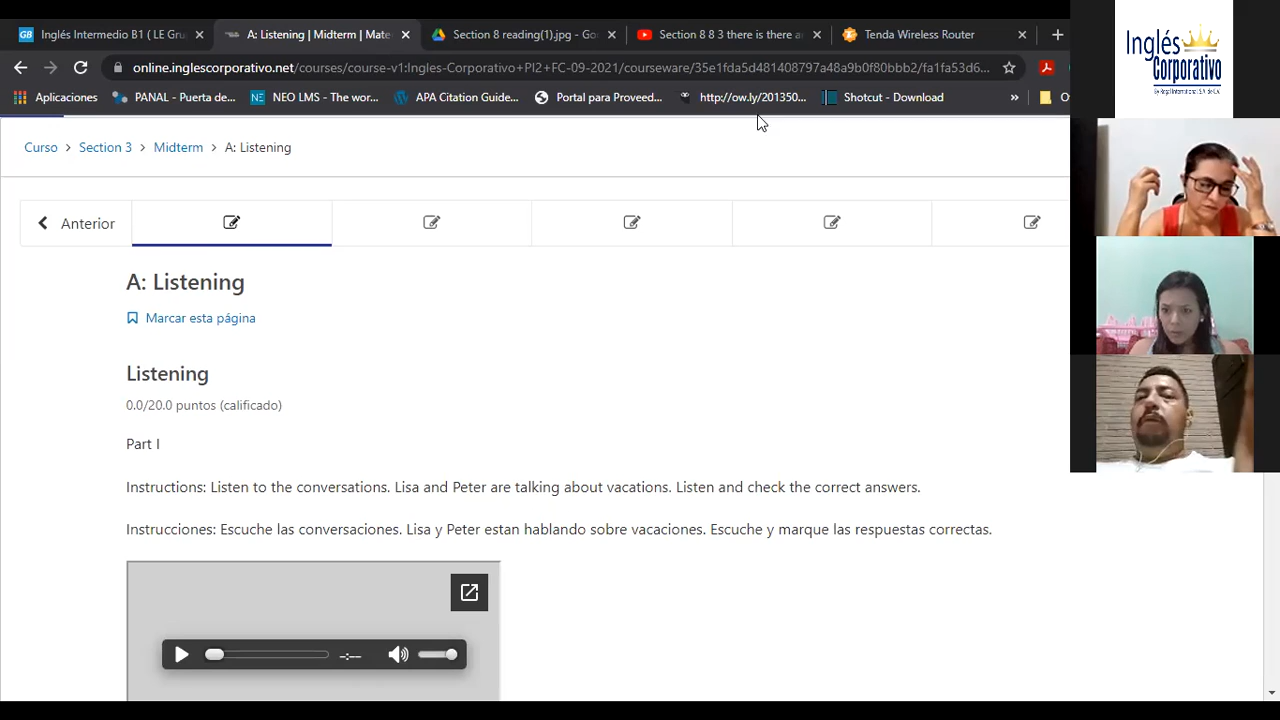 Inglés Intermedio B1 ( LE Gru
A: Listening | Midterm | Mate
Section 8 reading(1).jpg - Go
Section 8 8 3 there is there a
Tenda Wireless Router
online.inglescorporativo.net/courses/course-v1:Ingles-Corporativo+PI2+FC-09-2021/courseware/35e1fda5d481408797a48a9b0f80bbb2/fa1fa53d6...
Aplicaciones
PANAL - Puerta de...
NEO LMS - The wor...
APA Citation
Portal para Proveed...
http://ow.ly/201350...
Shotcut - Download
»
Inglés
Corporativo
By Regal International, S.A. de C.V.
Curso > Section 3 > Midterm > A: Listening
Anterior
A: Listening
Marcar esta página
Listening
0.0/20.0 puntos (calificado)
Part I
Instructions: Listen to the conversations. Lisa and Peter are talking about vacations. Listen and check the correct answers.
Instrucciones: Escuche las conversaciones. Lisa y Peter estan hablando sobre vacaciones. Escuche y marque las respuestas correctas.
-:--